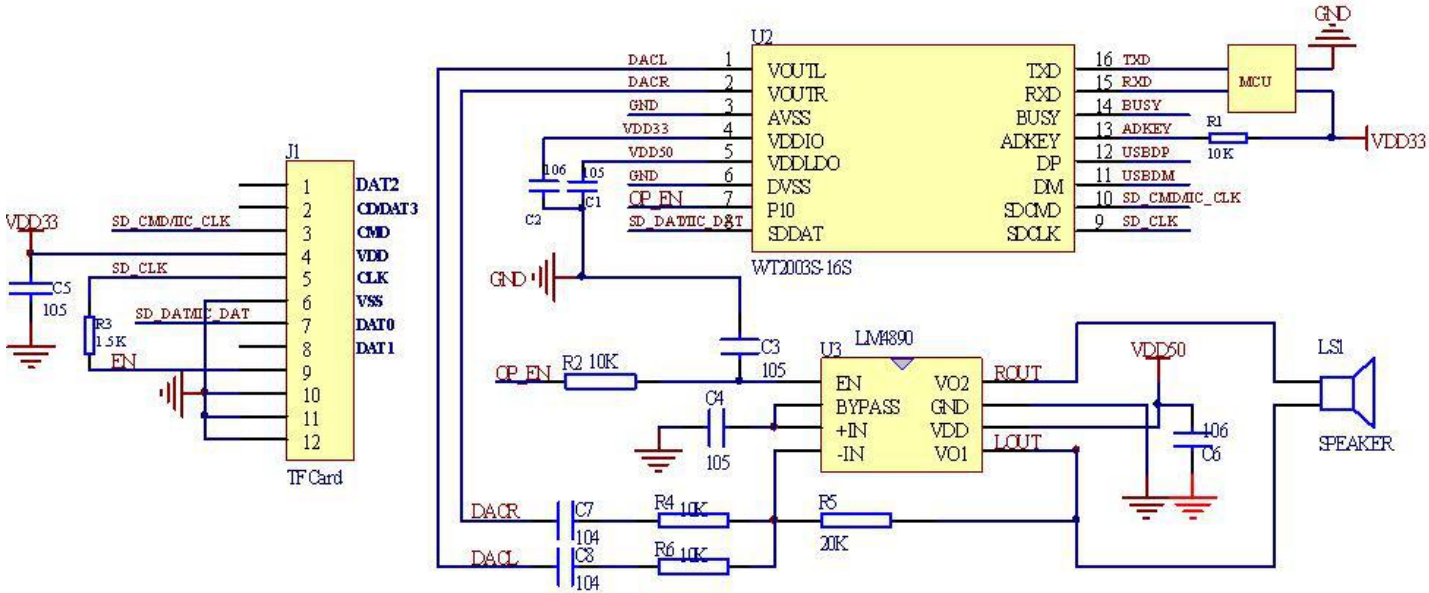 GND
U2
DACL 1 VOUTL TXD 16 TXD
DACR 2 VOUTR RXD 15 RXD
MCU
GND 3 AVSS BUSY 14 BUSY
VDD33 4 VDDIO ADKEY 13 ADKEY
R1
10K
VDD33
VDD50 5 VDDLDO DP 12 USBDP
GND 6 DVSS DM 11 USBDM
OP_EN 7 P10 SDCMD 10 SD_CMD/IIC_CLK
SD_DAT/IIC_DAT 8 SDDAT SDCLK 9 SD_CLK
WT2003S-16S
106
C2
105
C1
GND
J1
1 DAT2
2 CDDAT3
SD_CMD/IIC_CLK 3 CMD
VDD33
4 VDD
SD_CLK 5 CLK
6 VSS
SD_DAT/IIC_DAT 7 DAT0
8 DAT1
EN 9
10
11
12
TF Card
C5
105
R3
1.5K
C3
105
OP_EN R2 10K
C4
105
U3 LM4890
EN VO2 ROUT
BYPASS GND
+IN VDD
-IN VO1 LOUT
VDD50
106
C6
LS1
SPEAKER
DACR C7
104
R4 10K
R5
20K
DACL C8
104
R6 10K